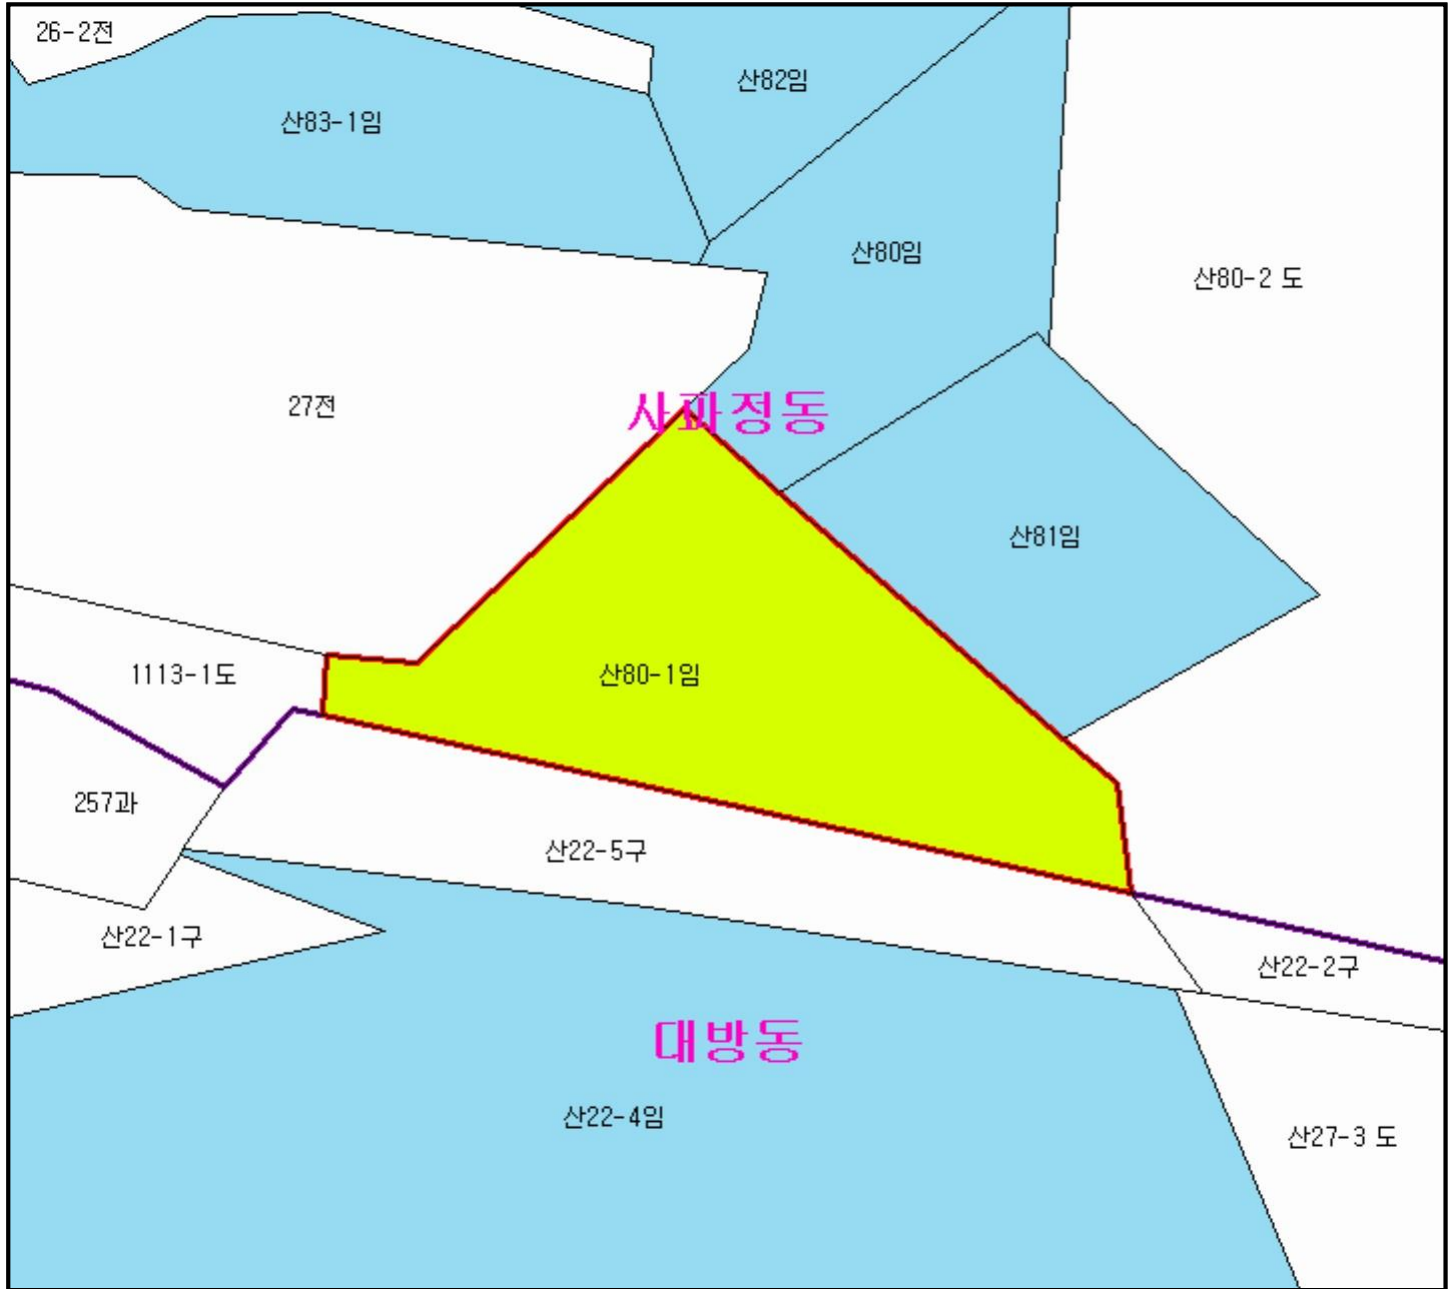 26-2전
산82임
산83-1임
산80임
산80-2 도
27전
사파정동
산81임
1113-1도
산80-1임
257과
산22-5구
산22-1구
산22-2구
대방동
산22-4임
산27-3 도